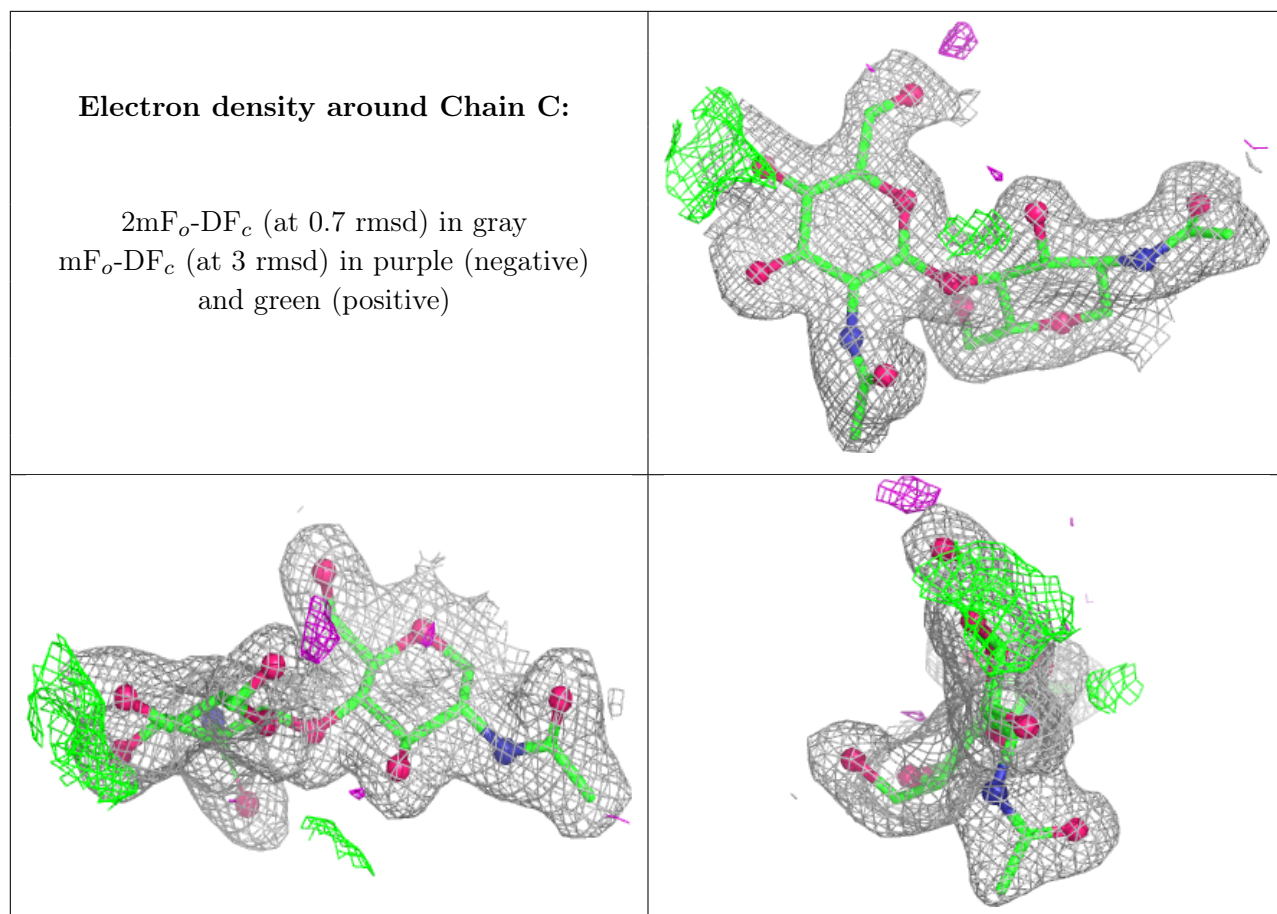 Electron density around Chain C:
2mFₒ-DF𝒸 (at 0.7 rmsd) in gray
mFₒ-DF𝒸 (at 3 rmsd) in purple (negative)
and green (positive)